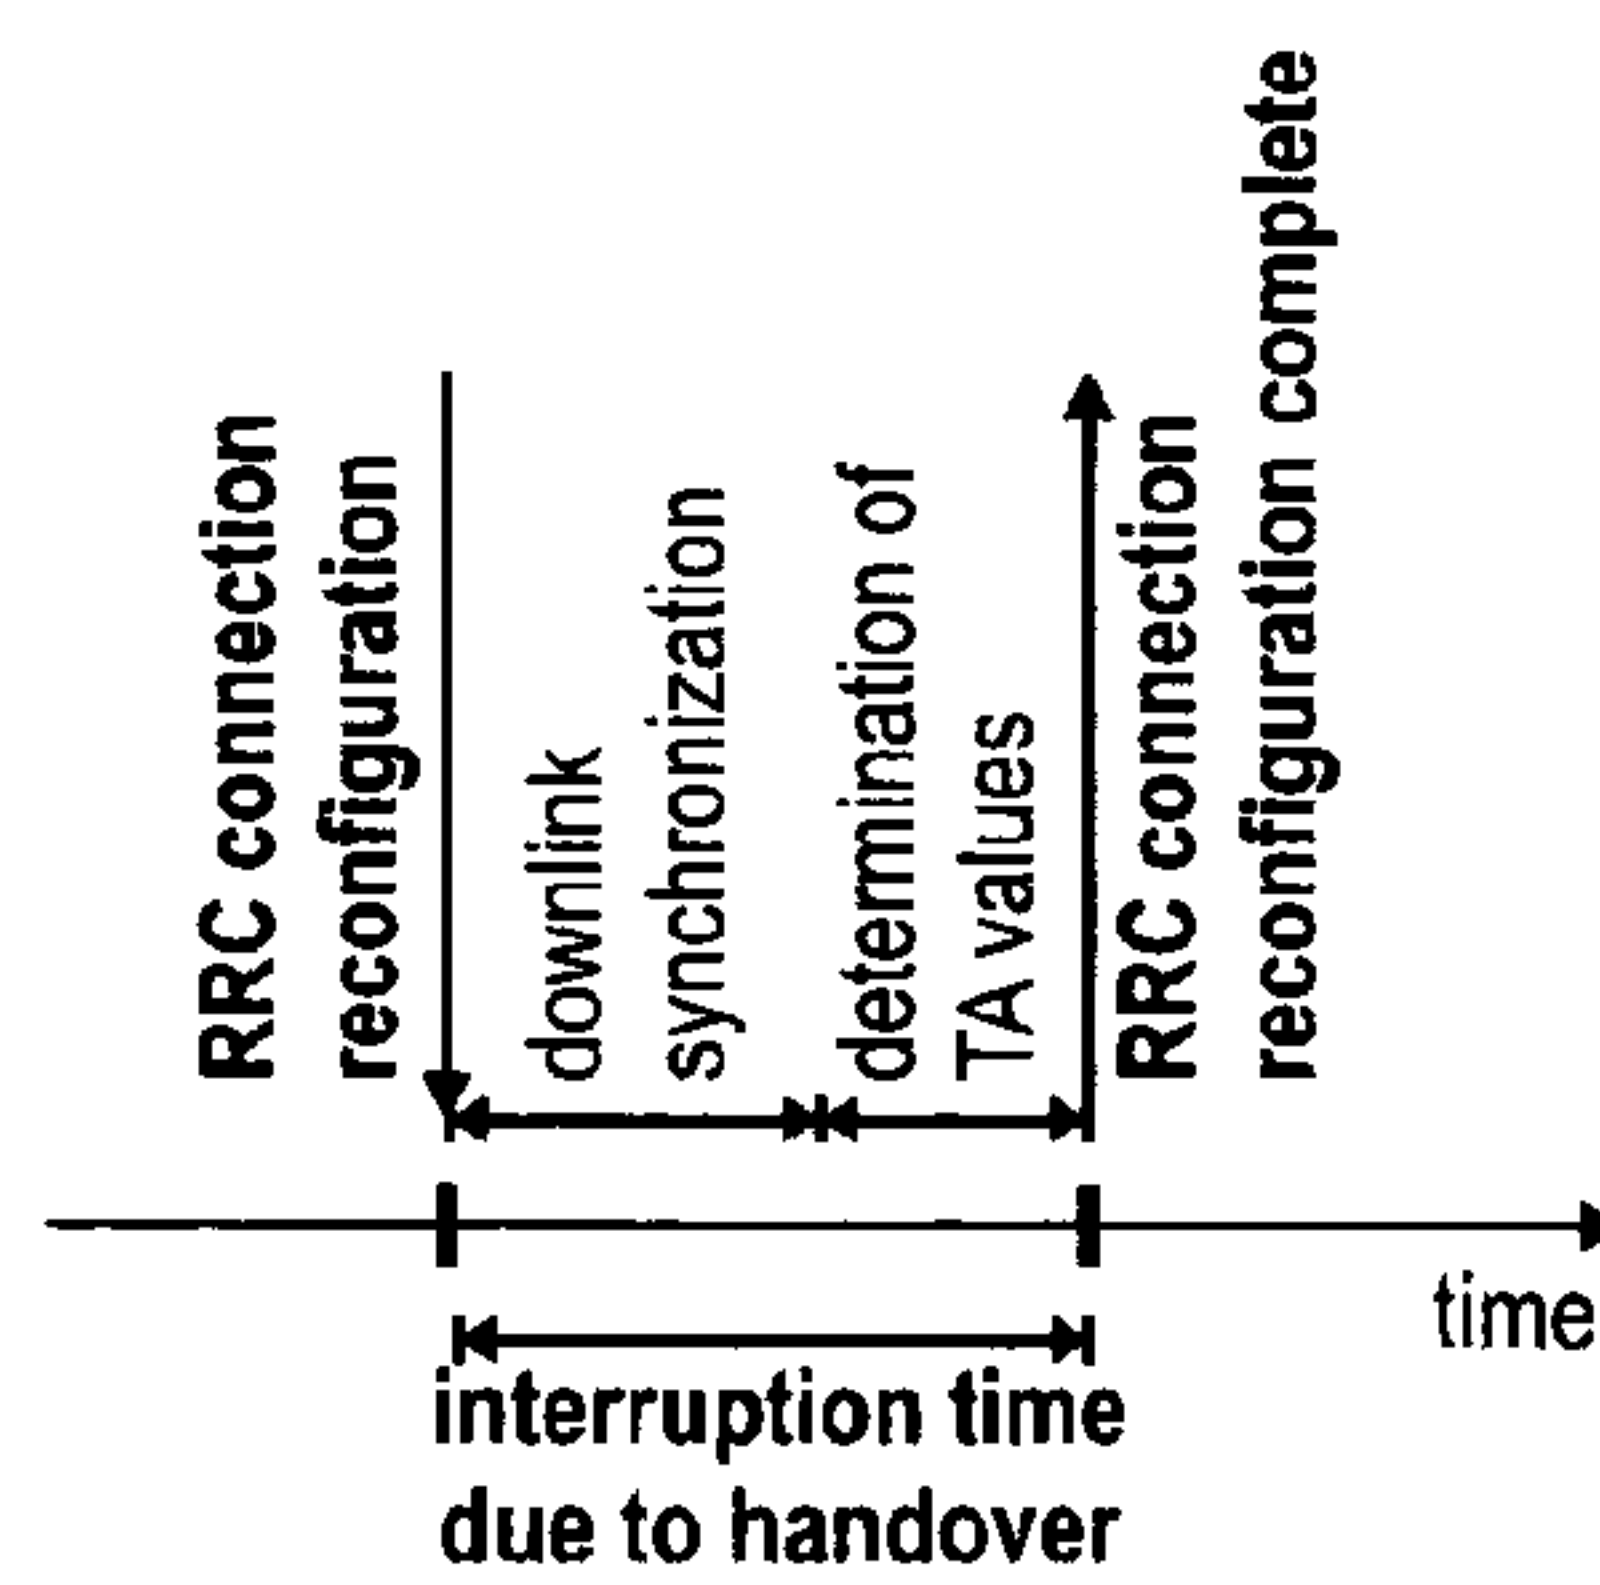 RRC connection
reconfiguration
downlink
synchronization
determination of
TA values
RRC connection
reconfiguration complete
time
interruption time
due to handover